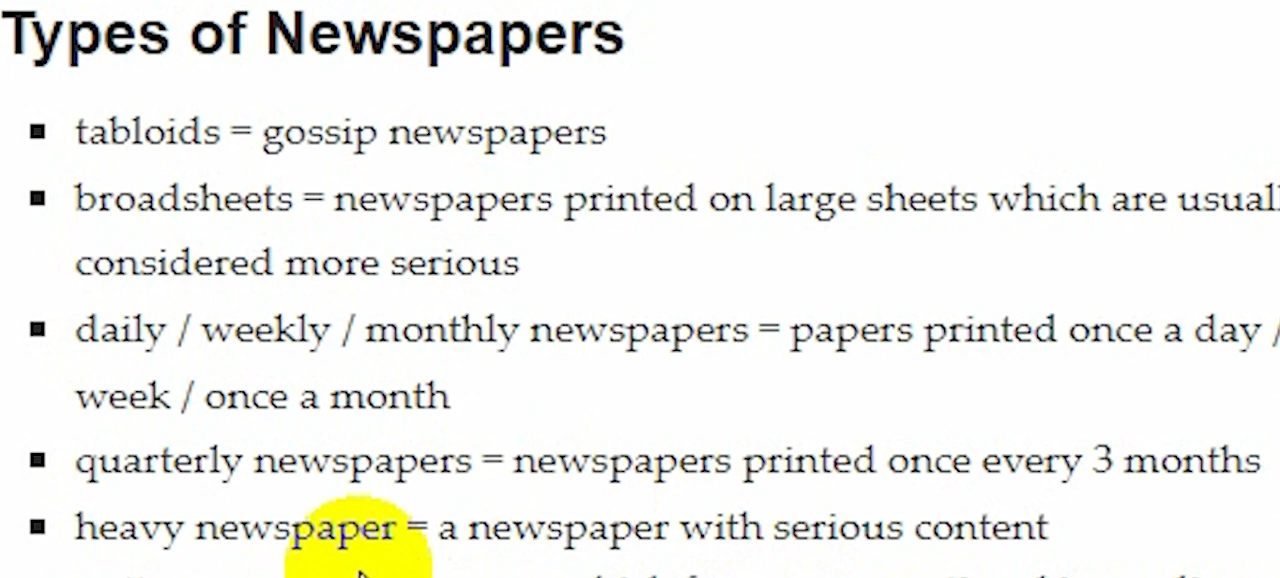 Types of Newspapers
▪ tabloids = gossip newspapers
▪ broadsheets = newspapers printed on large sheets which are
considered more serious
▪ daily / weekly / monthly newspapers = papers printed once a day /
week / once a month
▪ quarterly newspapers = newspapers printed once every 3 months
▪ heavy newspaper = a newspaper with serious content